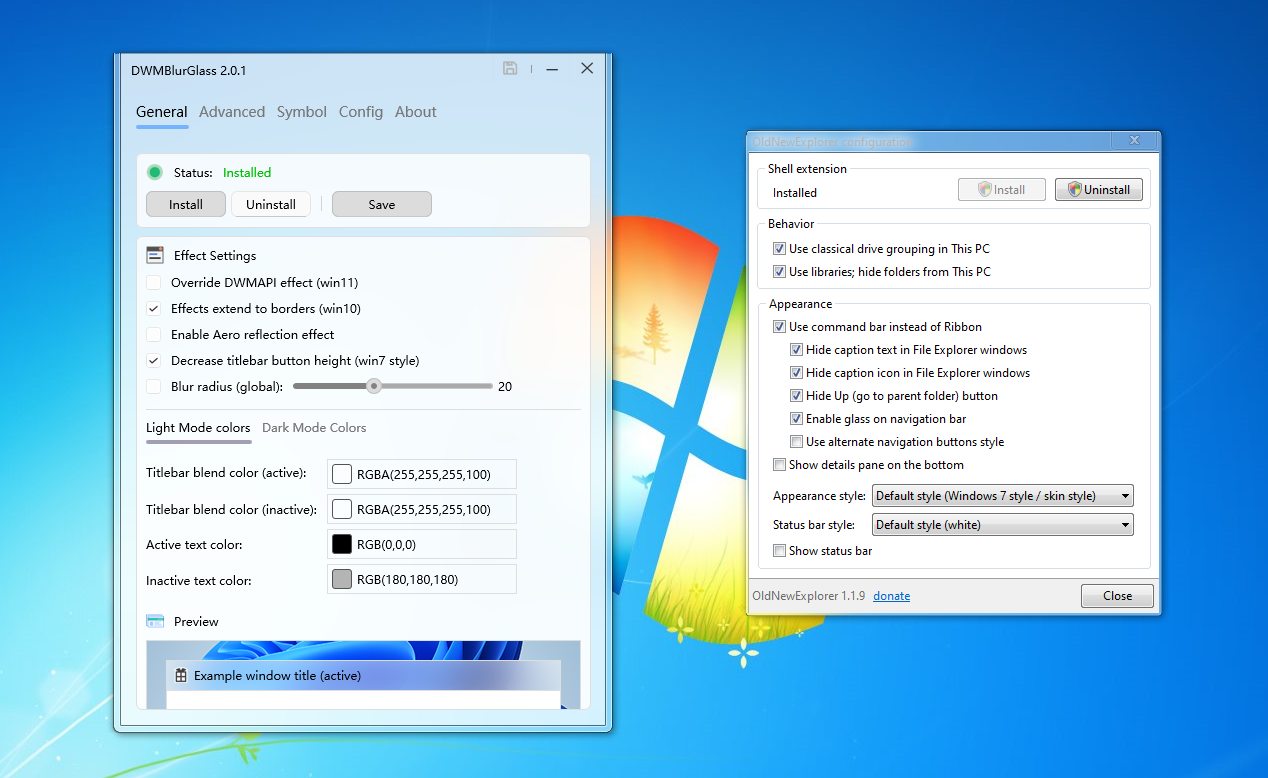 DWMBlurGlass 2.0.1
General Advanced Symbol Config About
Status: Installed
Install Uninstall Save
Effect Settings
Override DWMAPI effect (win11)
Effects extend to borders (win10)
Enable Aero reflection effect
Decrease titlebar button height (win7 style)
Blur radius (global): 20
Light Mode colors Dark Mode Colors
Titlebar blend color (active): RGBA(255,255,255,100)
Titlebar blend color (inactive): RGBA(255,255,255,100)
Active text color: RGB(0,0,0)
Inactive text color: RGB(180,180,180)
Preview
Example window title (active)
OldNewExplorer configuration
Shell extension
Installed Install Uninstall
Behavior
Use classical drive grouping in This PC
Use libraries; hide folders from This PC
Appearance
Use command bar instead of Ribbon
Hide caption text in File Explorer windows
Hide caption icon in File Explorer windows
Hide Up (go to parent folder) button
Enable glass on navigation bar
Use alternate navigation buttons style
Show details pane on the bottom
Appearance style: Default style (Windows 7 style / skin style)
Status bar style: Default style (white)
Show status bar
OldNewExplorer 1.1.9 donate Close